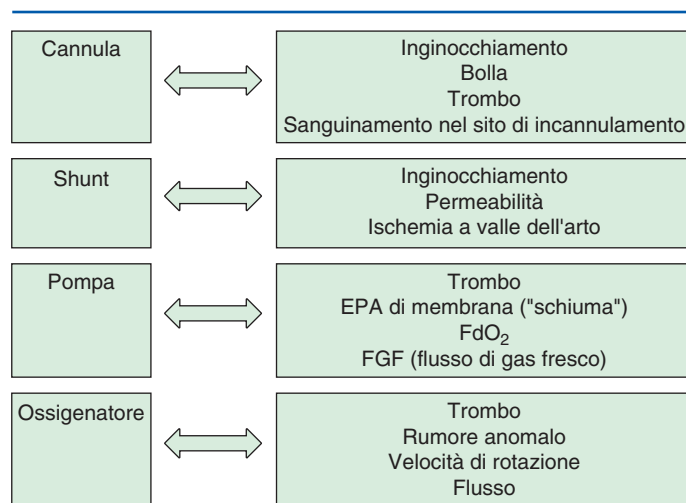 Cannula
Inginocchiamento
Bolla
Trombo
Sanguinamento nel sito di incannulamento
Shunt
Inginocchiamento
Permeabilità
Ischemia a valle dell'arto
Pompa
Trombo
EPA di membrana ("schiuma")
FdO₂
FGF (flusso di gas fresco)
Ossigenatore
Trombo
Rumore anomalo
Velocità di rotazione
Flusso